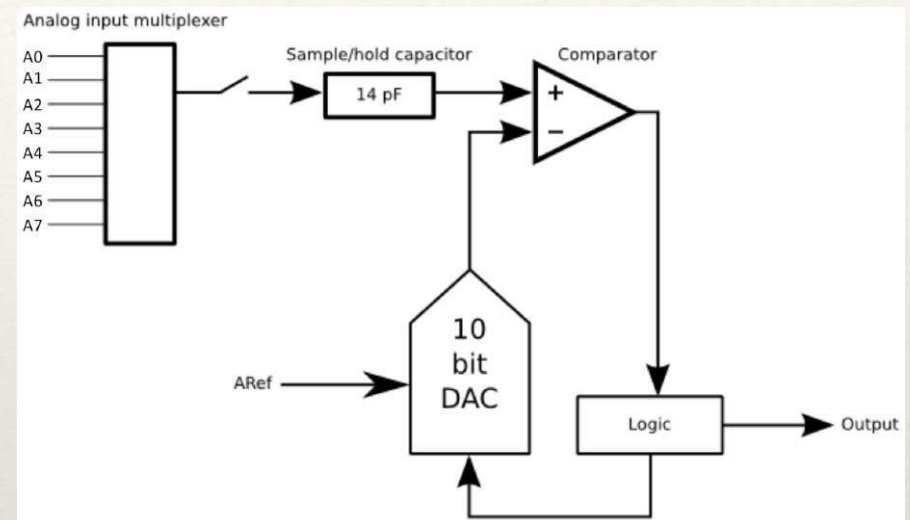 Analog input multiplexer
A0
A1
A2
A3
A4
A5
A6
A7
Sample/hold capacitor
14 pF
Comparator
+
−
10
bit
DAC
ARef
Logic
Output